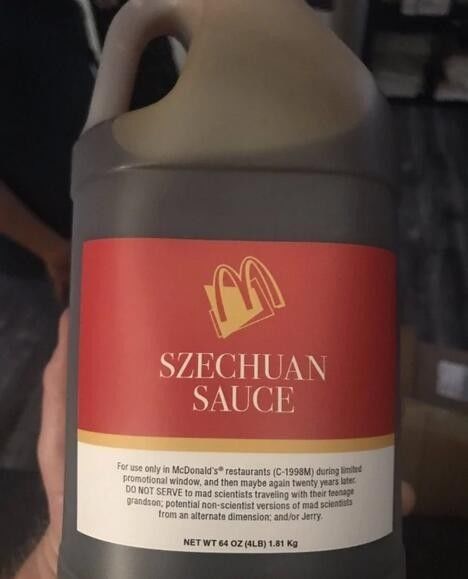 SZECHUAN
SAUCE
For use only in McDonald's® restaurants (C-1998M) during limited
promotional window, and then maybe again twenty years later.
DO NOT SERVE to mad scientists traveling with their teenage
grandson; potential non-scientist versions of mad scientists
from an alternate dimension; and/or Jerry.
NET WT 64 OZ (4LB) 1.81 Kg